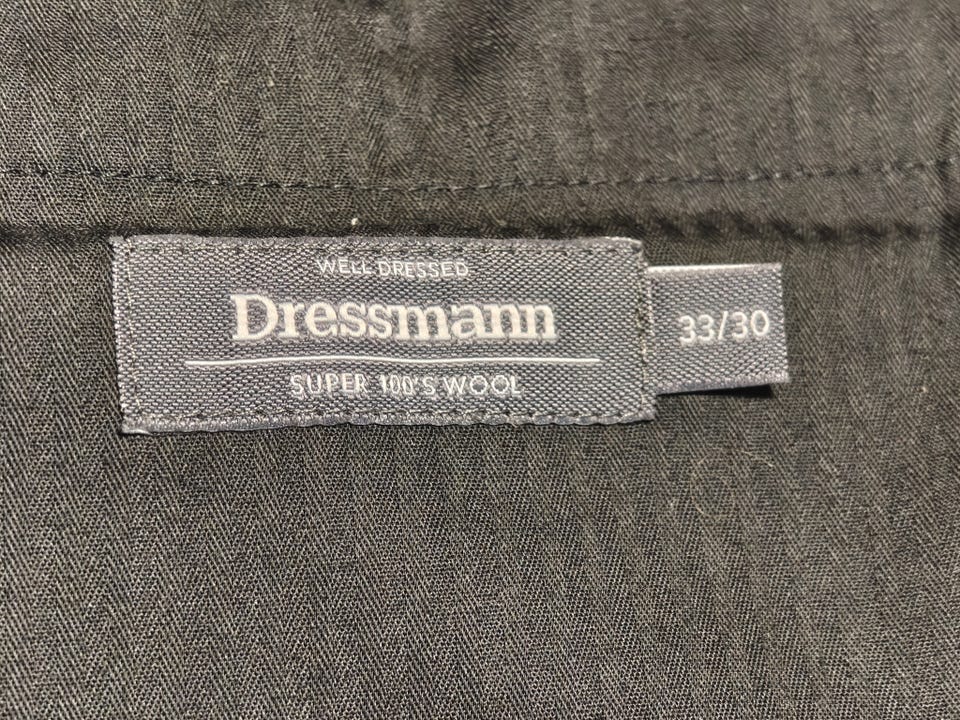 WELL DRESSED
Dressmann
SUPER 100'S WOOL
33/30